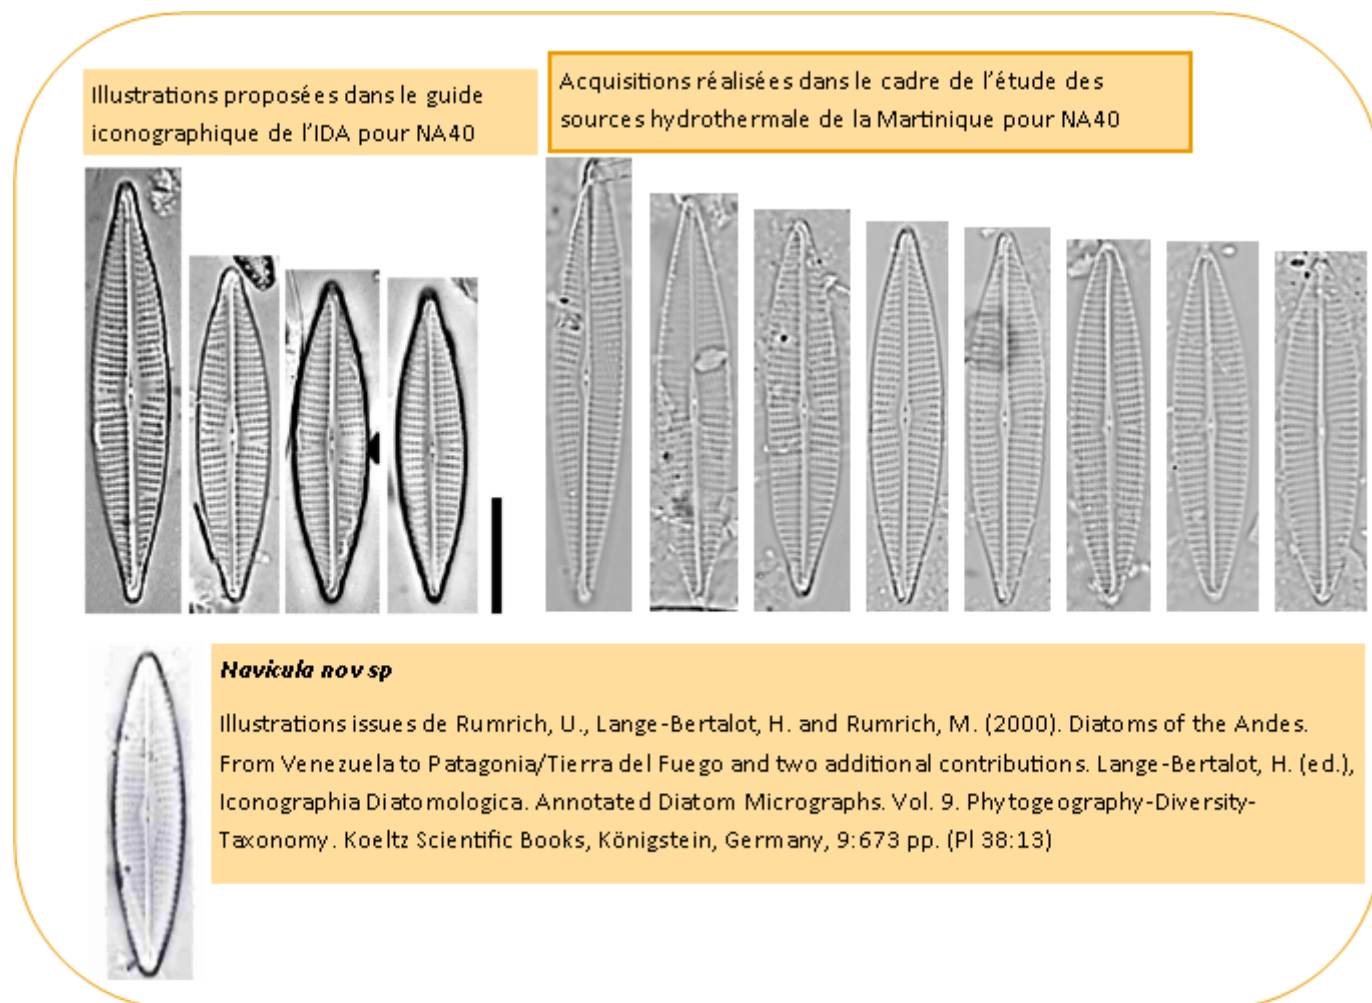 Illustrations proposées dans le guide
iconographique de l'IDA pour NA40
Acquisitions réalisées dans le cadre de l'étude des
sources hydrothermale de la Martinique pour NA40
Navicula nov sp
Illustrations issues de Rumrich, U., Lange-Bertalot, H. and Rumrich, M. (2000). Diatoms of the Andes.
From Venezuela to Patagonia/Tierra del Fuego and two additional contributions. Lange-Bertalot, H. (ed.),
Iconographia Diatomologica. Annotated Diatom Micrographs. Vol. 9. Phytogeography-Diversity-
Taxonomy. Koeltz Scientific Books, Königstein, Germany, 9:673 pp. (Pl 38:13)